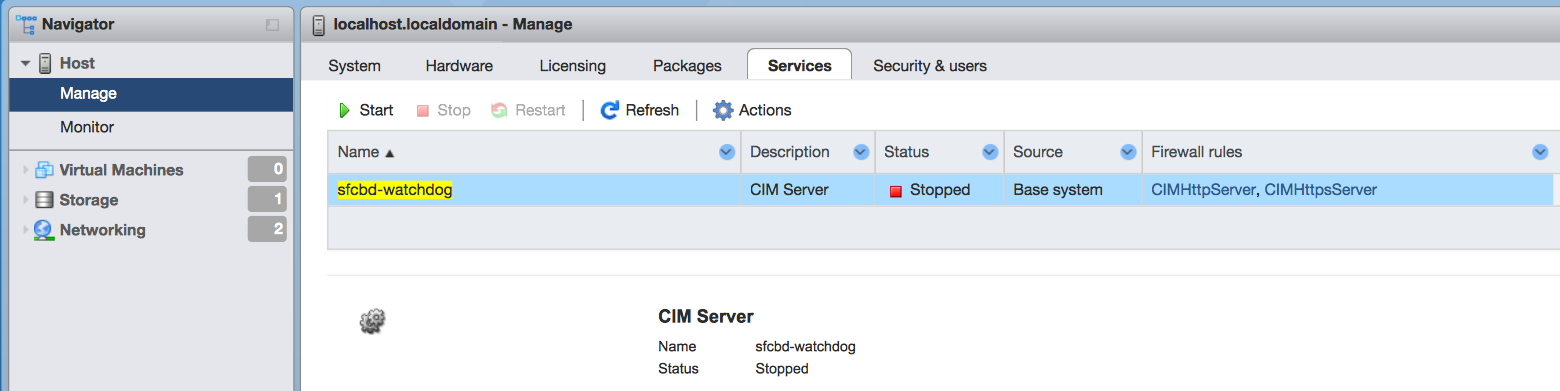 Navigator
localhost.localdomain - Manage
Host
Manage
Monitor
Virtual Machines 0
Storage 1
Networking 2
System Hardware Licensing Packages Services Security & users
Start Stop Restart Refresh Actions
Name Description Status Source Firewall rules
sfcbd-watchdog CIM Server Stopped Base system CIMHttpServer, CIMHttpsServer
CIM Server
Name sfcbd-watchdog
Status Stopped